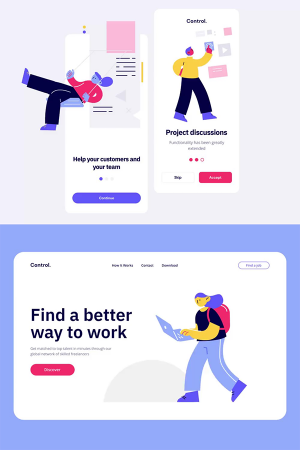 Control.
Help your customers and
your team
Continue
Project discussions
Functionality has been greatly
extended
Skip
Accept
Control.
How it Works
Contact
Download
Find a job
Find a better
way to work
Get matched to top talent in minutes through our
global network of skilled freelancers
Discover